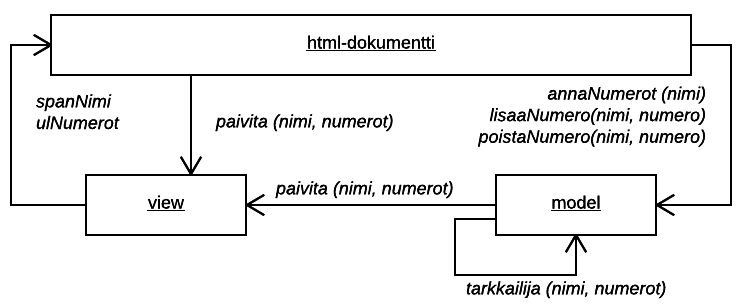 html-dokumentti
spanNimi
ulNumerot
paivita (nimi, numerot)
annaNumerot (nimi)
lisaaNumero(nimi, numero)
poistaNumero(nimi, numero)
view
paivita (nimi, numerot)
model
tarkkailija (nimi, numerot)